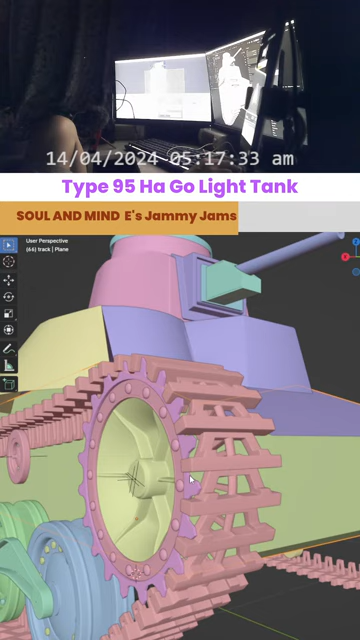 14/04/2024 05:17:33 am
Type 95 Ha Go Light Tank
SOUL AND MIND E's Jammy Jams
User Perspective
(66) track | Plane